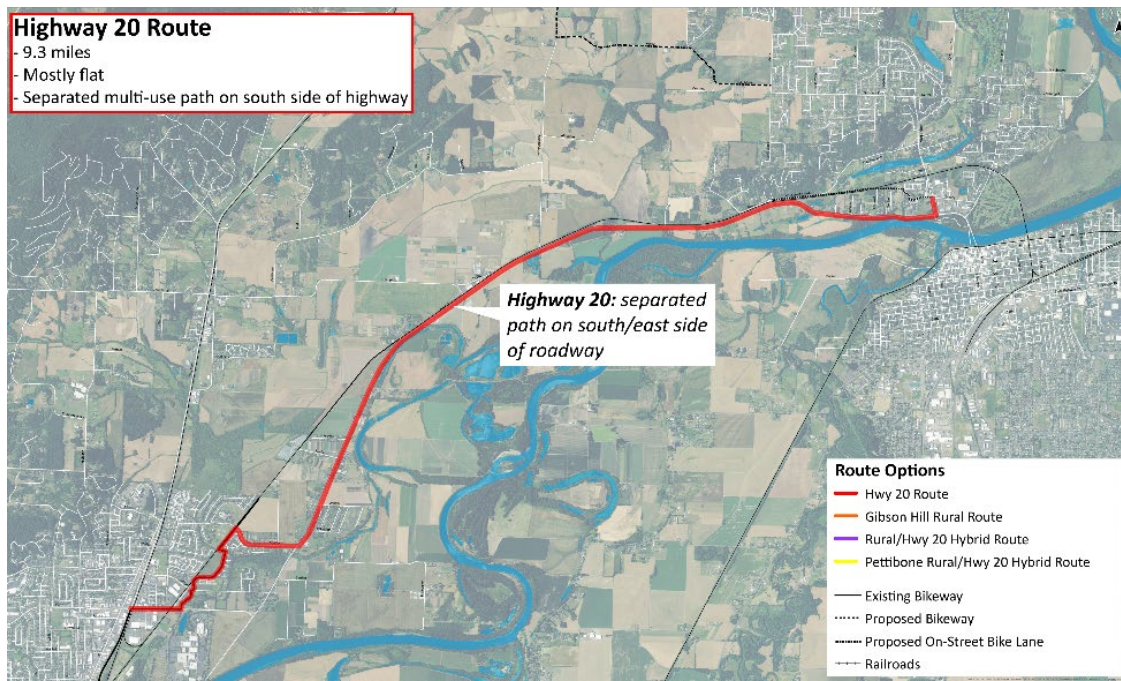 Highway 20 Route
- 9.3 miles
- Mostly flat
- Separated multi-use path on south side of highway
Highway 20: separated
path on south/east side
of roadway
Route Options
Hwy 20 Route
Gibson Hill Rural Route
Rural/Hwy 20 Hybrid Route
Pettibone Rural/Hwy 20 Hybrid Route
Existing Bikeway
Proposed Bikeway
Proposed On-Street Bike Lane
Railroads